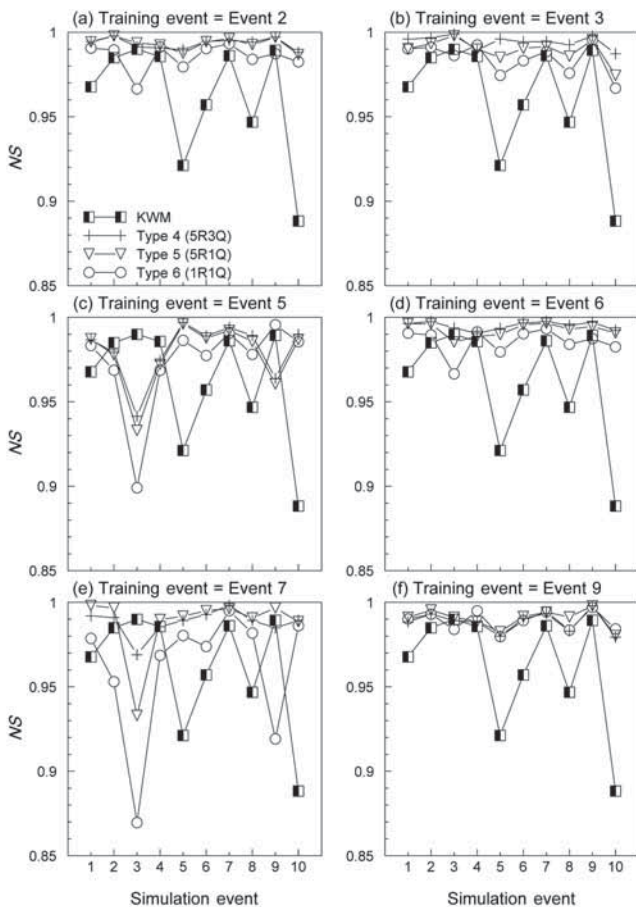 (a) Training event = Event 2
(b) Training event = Event 3
1
0.95
0.9
0.85
NS
KWM
Type 4 (5R3Q)
Type 5 (5R1Q)
Type 6 (1R1Q)
1
0.95
0.9
0.85
(c) Training event = Event 5
(d) Training event = Event 6
1
0.95
0.9
0.85
NS
1
0.95
0.9
0.85
(e) Training event = Event 7
(f) Training event = Event 9
1
0.95
0.9
0.85
NS
1
0.95
0.9
0.85
1 2 3 4 5 6 7 8 9 10
1 2 3 4 5 6 7 8 9 10
Simulation event
Simulation event